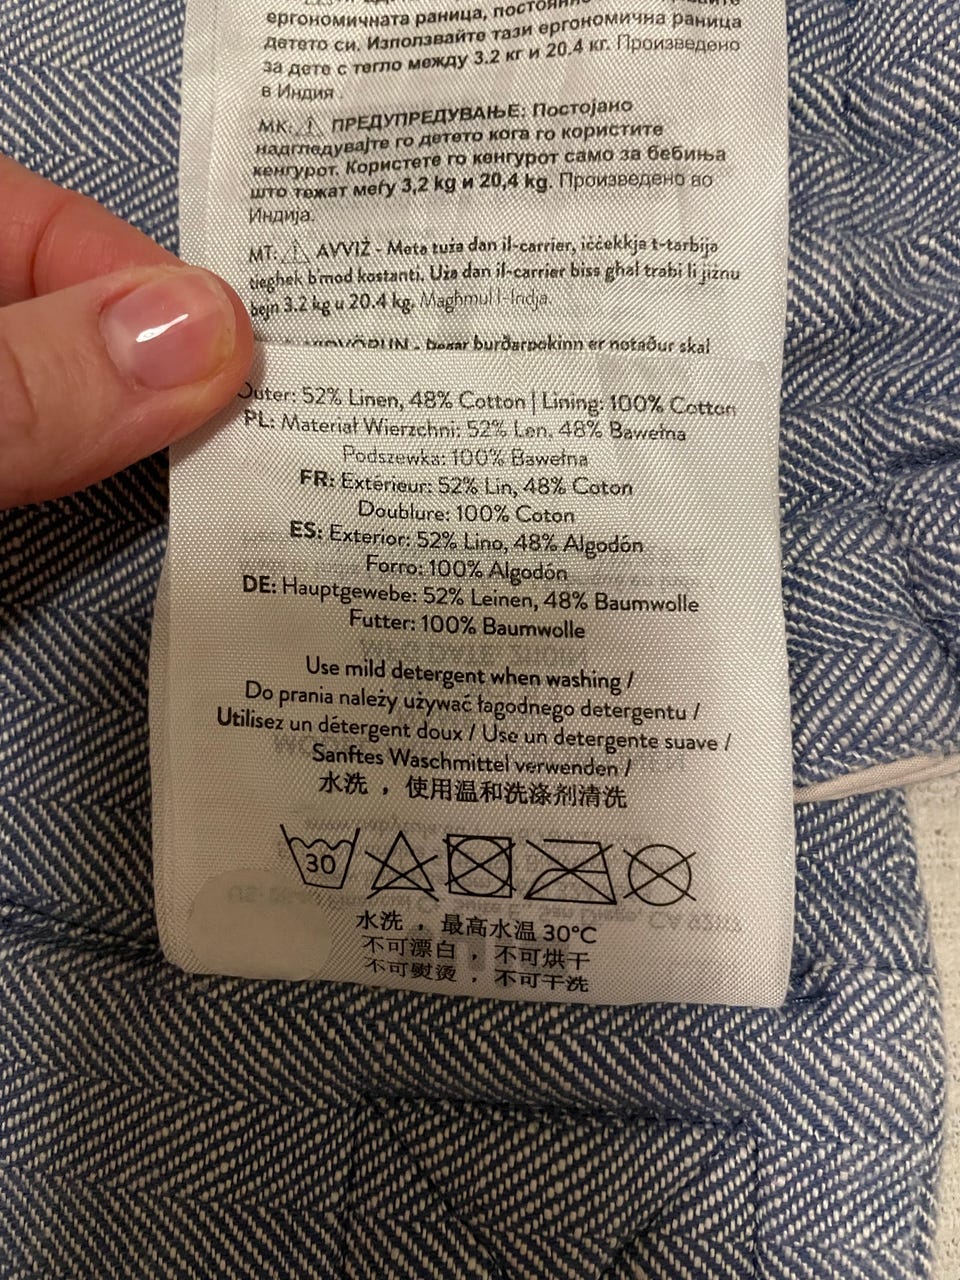 ергономичната раница,
детето си. Използвайте тази ергономична раница
за дете с тегло между 3.2 кг и 20.4 кг. Произведено
в Индия .
МК: ПРЕДУПРЕДУВАЊЕ: Постојано
надгледувајте го детето кога го користите
кенгурот. Користете го кенгурот само за бебиња
што тежат меѓу 3,2 kg и 20,4 kg. Произведено во
Индија.
MT: AVVIŻ - Meta tuża dan il-carrier, iċċekkja t-tarbija
tiegħek b'mod kostanti. Uża dan il-carrier biss għal trabi li jiżnu
bejn 3.2 kg u 20.4 kg. Magħmul l-Indja.
burðarpokinn er notaður skal
Outer: 52% Linen, 48% Cotton | Lining: 100% Cotton
PL: Materiał Wierzchni: 52% Len, 48% Bawełna
Podszewka: 100% Bawełna
FR: Extérieur: 52% Lin, 48% Coton
Doublure: 100% Coton
ES: Exterior: 52% Lino, 48% Algodón
Forro: 100% Algodón
DE: Hauptgewebe: 52% Leinen, 48% Baumwolle
Futter: 100% Baumwolle
Use mild detergent when washing /
Do prania należy używać łagodnego detergentu /
Utilisez un détergent doux / Use un detergente suave /
Sanftes Waschmittel verwenden /
水洗，使用温和洗涤剂清洗
30
水洗，最高水温 30°C
不可漂白，不可烘干
不可熨烫，不可干洗